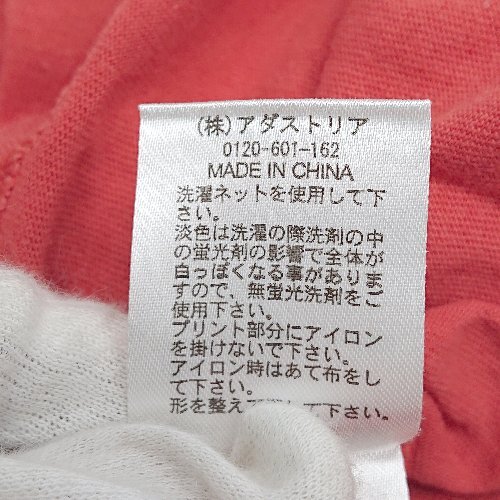 (株)アダストリア
0120-601-162
MADE IN CHINA
洗濯ネットを使用して下
さい。
淡色は洗濯の際洗剤の中
の蛍光剤の影響で全体が
白っぽくなる事がありま
すので、無蛍光洗剤をご
使用下さい。
プリント部分にアイロン
を掛けないで下さい。
アイロン時はあて布をし
て下さい。
形を整え